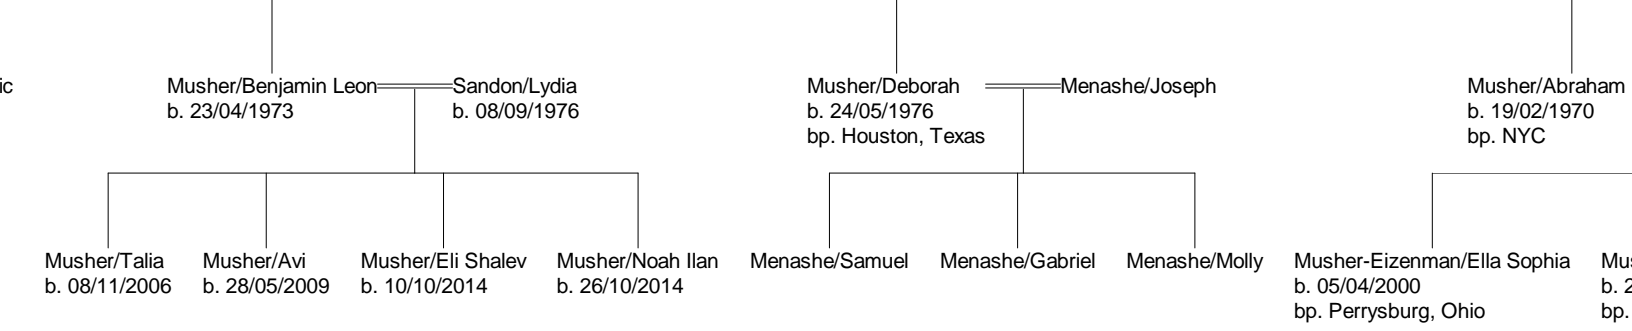 ic
Musher/Benjamin Leon
b. 23/04/1973
Sandon/Lydia
b. 08/09/1976
Musher/Deborah
b. 24/05/1976
bp. Houston, Texas
Menashe/Joseph
Musher/Abraham
b. 19/02/1970
bp. NYC
Musher/Talia
b. 08/11/2006
Musher/Avi
b. 28/05/2009
Musher/Eli Shalev
b. 10/10/2014
Musher/Noah Ilan
b. 26/10/2014
Menashe/Samuel
Menashe/Gabriel
Menashe/Molly
Musher-Eizenman/Ella Sophia
b. 05/04/2000
bp. Perrysburg, Ohio
b. 2
bp.